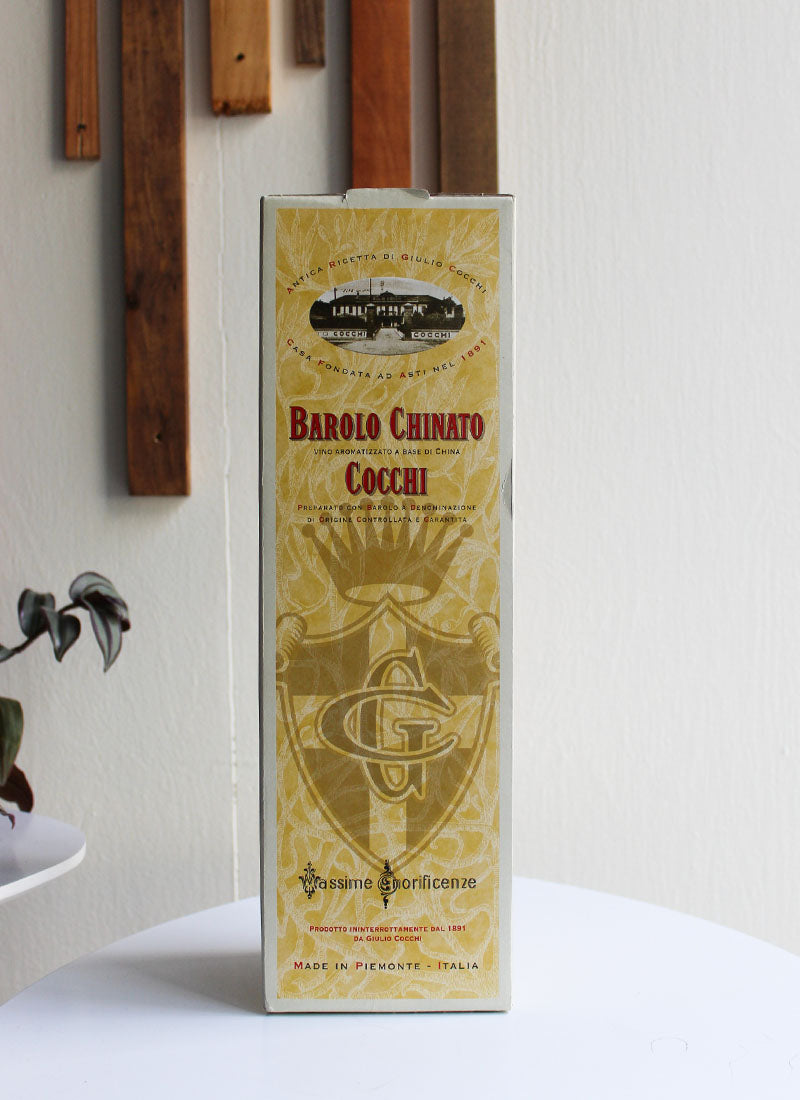 Antica Ricetta di Giulio Cocchi
COCCHI COCCHI
Casa Fondata ad Asti nel 1891
BAROLO CHINATO
VINO AROMATIZZATO A BASE DI CHINA
COCCHI
Preparato con Barolo a Denominazione
di Origine Controllata e Garantita
GC
Massime Onorificenze
Prodotto ininterrottamente dal 1891
da Giulio Cocchi
Made in Piemonte - Italia